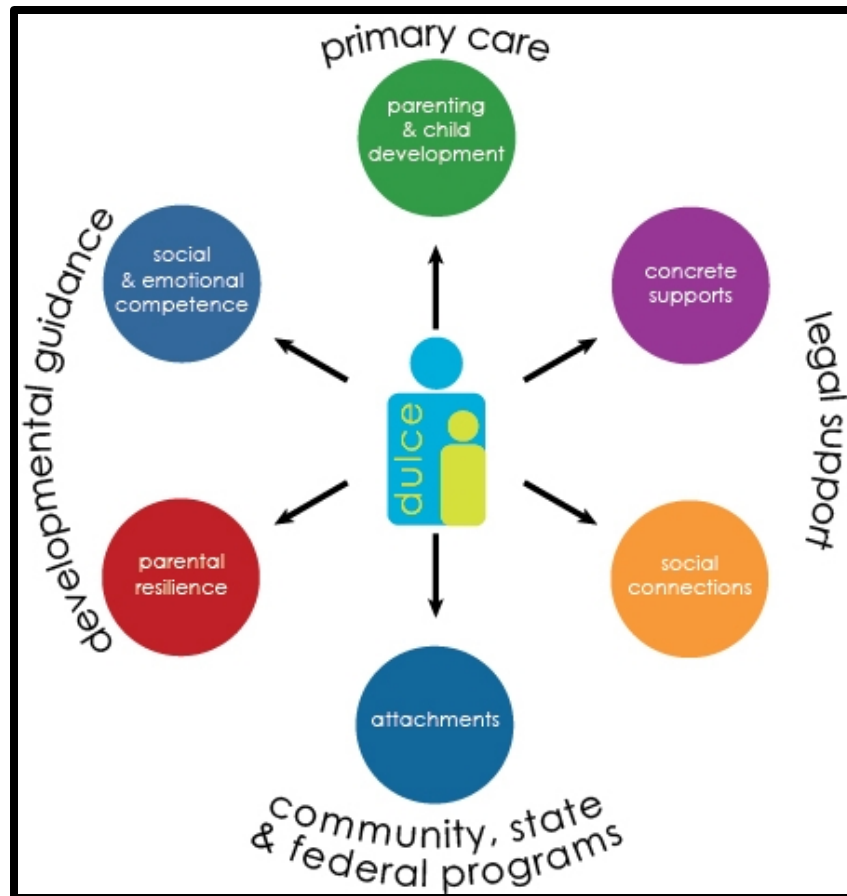 primary care
parenting
& child
development
social
& emotional
competence
concrete
supports
developmental guidance
legal support
dulce
parental
resilience
social
connections
attachments
community, state
& federal programs